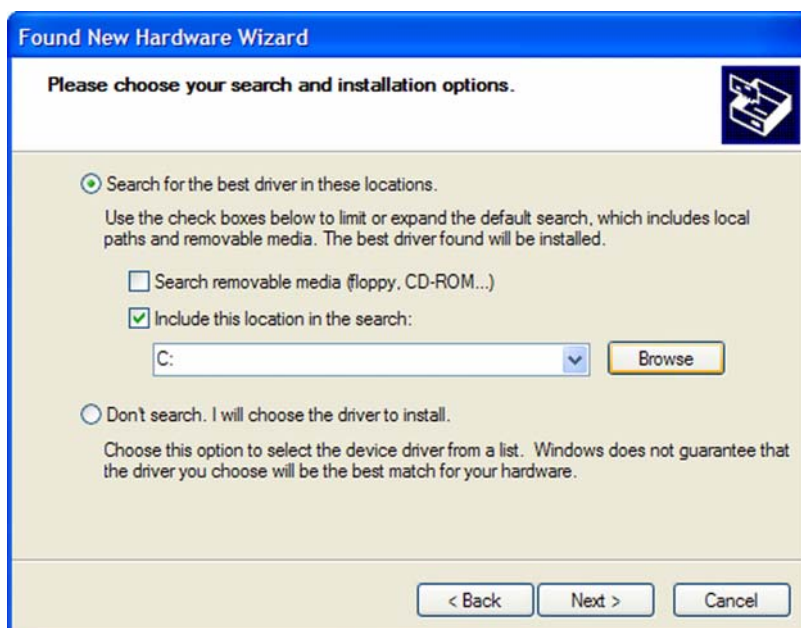 Found New Hardware Wizard
Please choose your search and installation options.
Search for the best driver in these locations.
Use the check boxes below to limit or expand the default search, which includes local
paths and removable media. The best driver found will be installed.
Search removable media (floppy, CD-ROM...)
Include this location in the search:
C:
Browse
Don't search. I will choose the driver to install.
Choose this option to select the device driver from a list. Windows does not guarantee that
the driver you choose will be the best match for your hardware.
< Back
Next >
Cancel